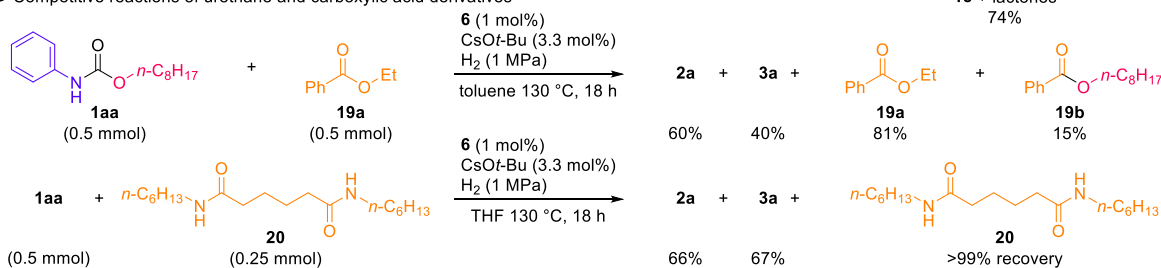 Competitive reactions of urethane and carboxylic acid derivatives
+ lactones
74%
6 (1 mol%)
CsOt-Bu (3.3 mol%)
H2 (1 MPa)
toluene 130 °C, 18 h
O
N
H
O
n-C8H17
1aa
(0.5 mmol)
+
O
Ph
O
Et
19a
(0.5 mmol)
2a + 3a +
60% 40%
O
Ph
O
Et
19a
81%
+
O
Ph
O
n-C8H17
19b
15%
6 (1 mol%)
CsOt-Bu (3.3 mol%)
H2 (1 MPa)
THF 130 °C, 18 h
1aa
(0.5 mmol)
+
n-C6H13
N
H
O
O
H
N
n-C6H13
20
(0.25 mmol)
2a + 3a +
66% 67%
n-C6H13
N
H
O
O
H
N
n-C6H13
20
>99% recovery